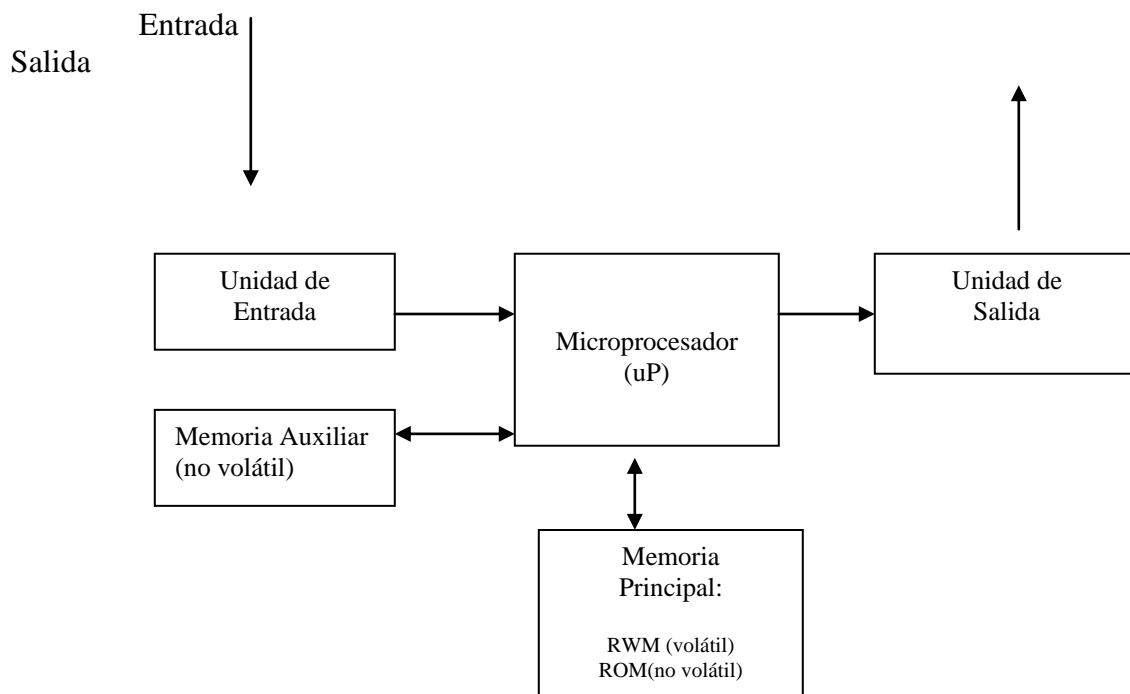 Entrada
Salida
Unidad de
Entrada
Microprocesador
(uP)
Unidad de
Salida
Memoria Auxiliar
(no volátil)
Memoria
Principal:
RWM (volátil)
ROM(no volátil)